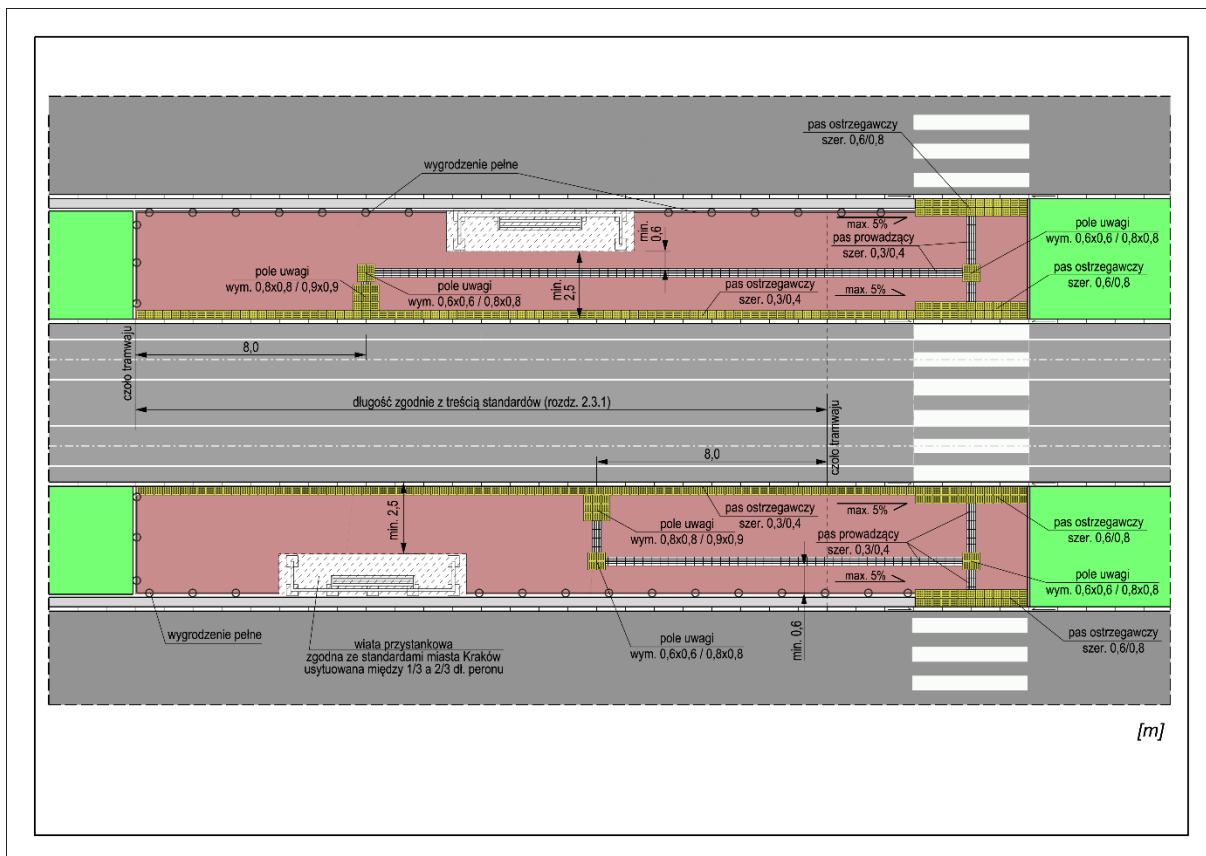 pas ostrzegawczy
szer. 0,6/0,8
wygrodzenie pełne
max. 5%
min.
0,6
pas prowadzący
szer. 0,3/0,4
pole uwagi
wym. 0,6x0,6 / 0,8x0,8
pole uwagi
wym. 0,8x0,8 / 0,9x0,9
pole uwagi
wym. 0,6x0,6 / 0,8x0,8
min.
2,5
pas ostrzegawczy
szer. 0,3/0,4
max. 5%
pas ostrzegawczy
szer. 0,6/0,8
8,0
czoło tramwaju
długość zgodnie z treścią standardów (rozdz. 2.3.1)
czoło tramwaju
8,0
min. 2,5
pas ostrzegawczy
szer. 0,3/0,4
max. 5%
pas ostrzegawczy
szer. 0,6/0,8
pole uwagi
wym. 0,8x0,8 / 0,9x0,9
pas prowadzący
szer. 0,3/0,4
max. 5%
pole uwagi
wym. 0,6x0,6 / 0,8x0,8
wygrodzenie pełne
wiata przystankowa
zgodna ze standardami miasta Kraków
usytuowana między 1/3 a 2/3 dł. peronu
pole uwagi
wym. 0,6x0,6 / 0,8x0,8
min. 0,6
pas ostrzegawczy
szer. 0,6/0,8
[m]